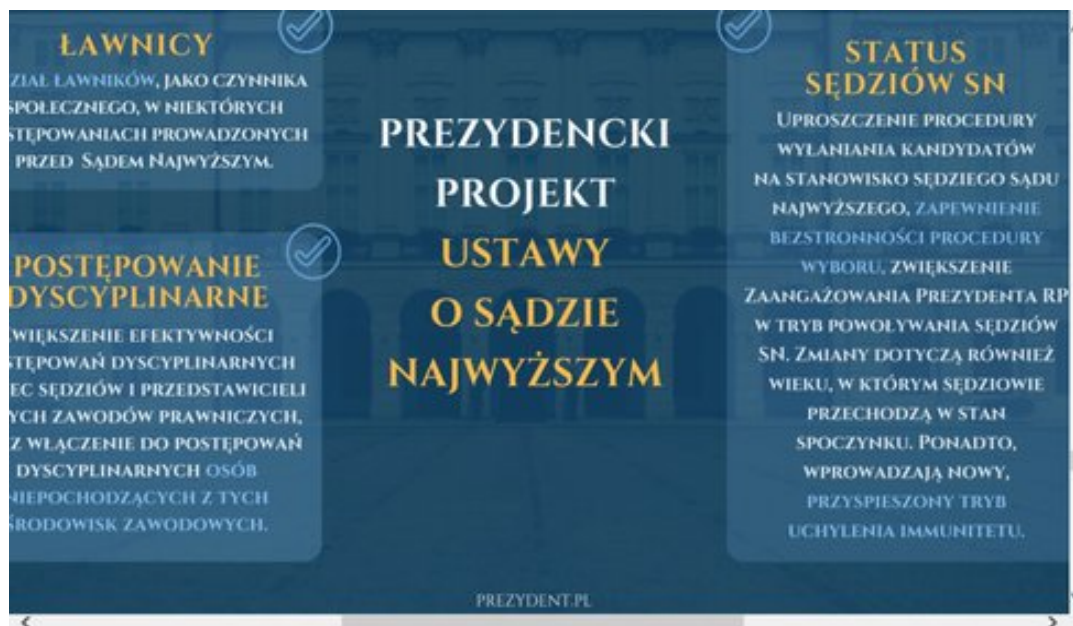 ŁAWNICY
ŁAWNIKÓW, JAKO CZYNNIKA
SPOŁECZNEGO, W NIEKTÓRYCH
PROWADZONYCH
PRZED SĄDEM NAJWYŻSZYM.
POSTĘPOWANIE
DYSCYPLINARNE
EFEKTYWNOŚCI
DYSCYPLINARNYCH
SĘDZIÓW I PRZEDSTAWICIELI
ZAWODÓW PRAWNICZYCH,
WŁĄCZENIE DO POSTĘPOWAŃ
DYSCYPLINARNYCH OSÓB
NIEPOCHODZĄCYCH Z TYCH
ŚRODOWISK ZAWODOWYCH.
PREZYDENCKI
PROJEKT
USTAWY
O SĄDZIE
NAJWYŻSZYM
STATUS
SĘDZIÓW SN
UPROSZCZENIE PROCEDURY
WYŁANIANIA KANDYDATÓW
NA STANOWISKO SĘDZIEGO SĄDU
NAJWYŻSZEGO, ZAPEWNIENIE
BEZSTRONNOŚCI PROCEDURY
WYBORU, ZWIĘKSZENIE
ZAANGAŻOWANIA PREZYDENTA RP
W TRYB POWOŁYWANIA SĘDZIÓW
SN. ZMIANY DOTYCZĄ RÓWNIEŻ
WIEKU, W KTÓRYM SĘDZIOWIE
PRZECHODZĄ W STAN
SPOCZYNKU. PONADTO,
WPROWADZAJĄ NOWY,
PRZYSPIESZONY TRYB
UCHYLENIA IMMUNITETU.
PREZYDENT.PL